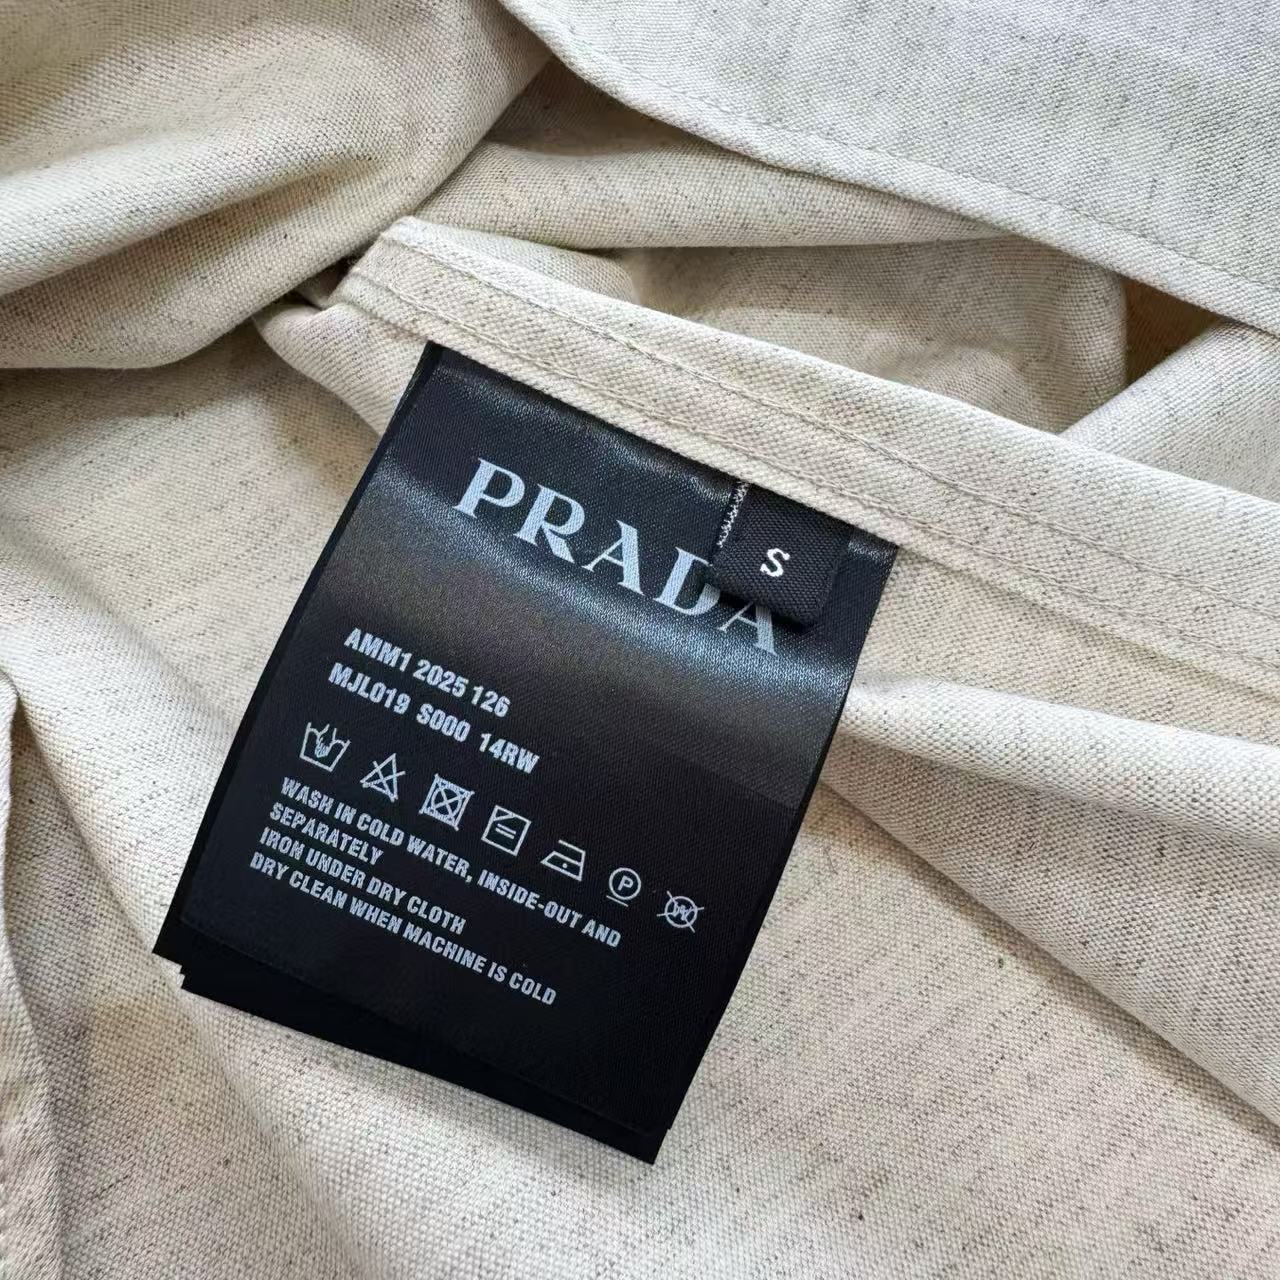 PRADA
S
AMM1 2025 126
MJL019 S000 14RW
P
W
WASH IN COLD WATER, INSIDE-OUT AND
SEPARATELY
IRON UNDER DRY CLOTH
DRY CLEAN WHEN MACHINE IS COLD